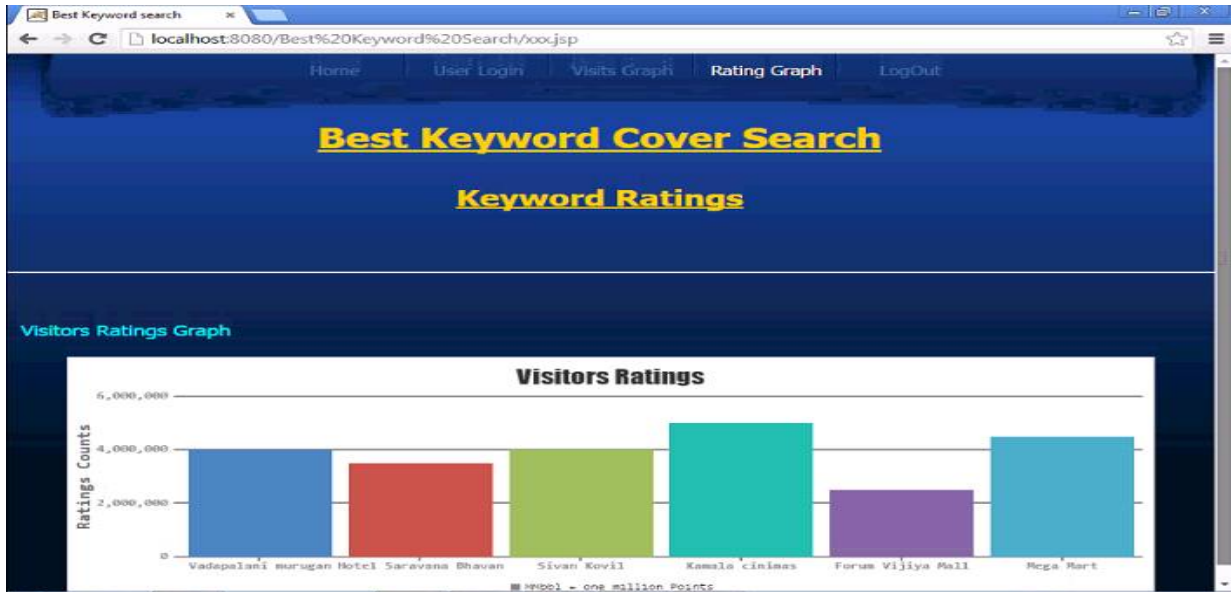 Best Keyword search
localhost:8080/Best%20Keyword%20Search/xxx.jsp
Home User Login Visits Graph Rating Graph LogOut
Best Keyword Cover Search
Keyword Ratings
Visitors Ratings Graph
Visitors Ratings
Ratings Counts
6,000,000
4,000,000
2,000,000
0
Vadapalani murugan Hotel Saravana Bhavan Sivan Kovil Kamala cinimas Forum Vijiya Mall Mega Mart
MMbbl - one million Points